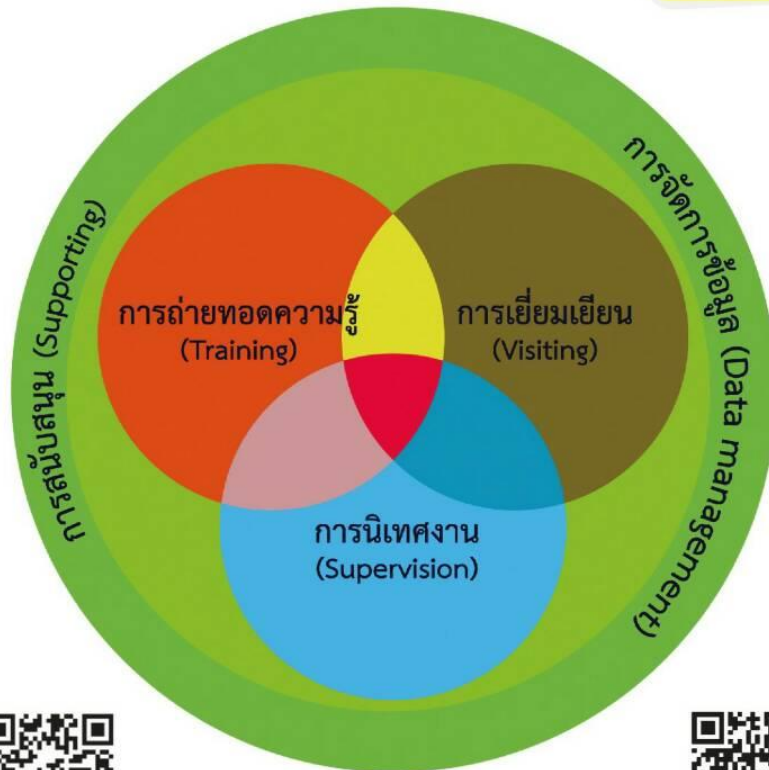 การสนับสนุน (Supporting)
การจัดการข้อมูล (Data management)
การถ่ายทอดความรู้
(Training)
การเยี่ยมเยียน
(Visiting)
การนิเทศงาน
(Supervision)